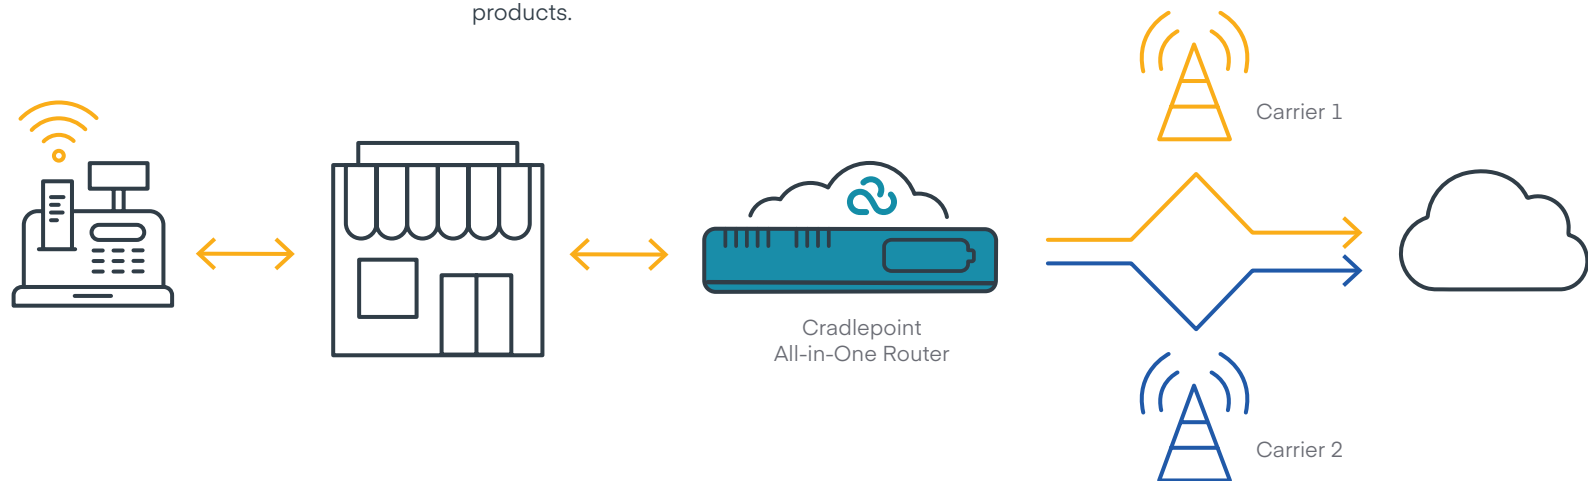 products.
Carrier 1
Cradlepoint
All-in-One Router
Carrier 2